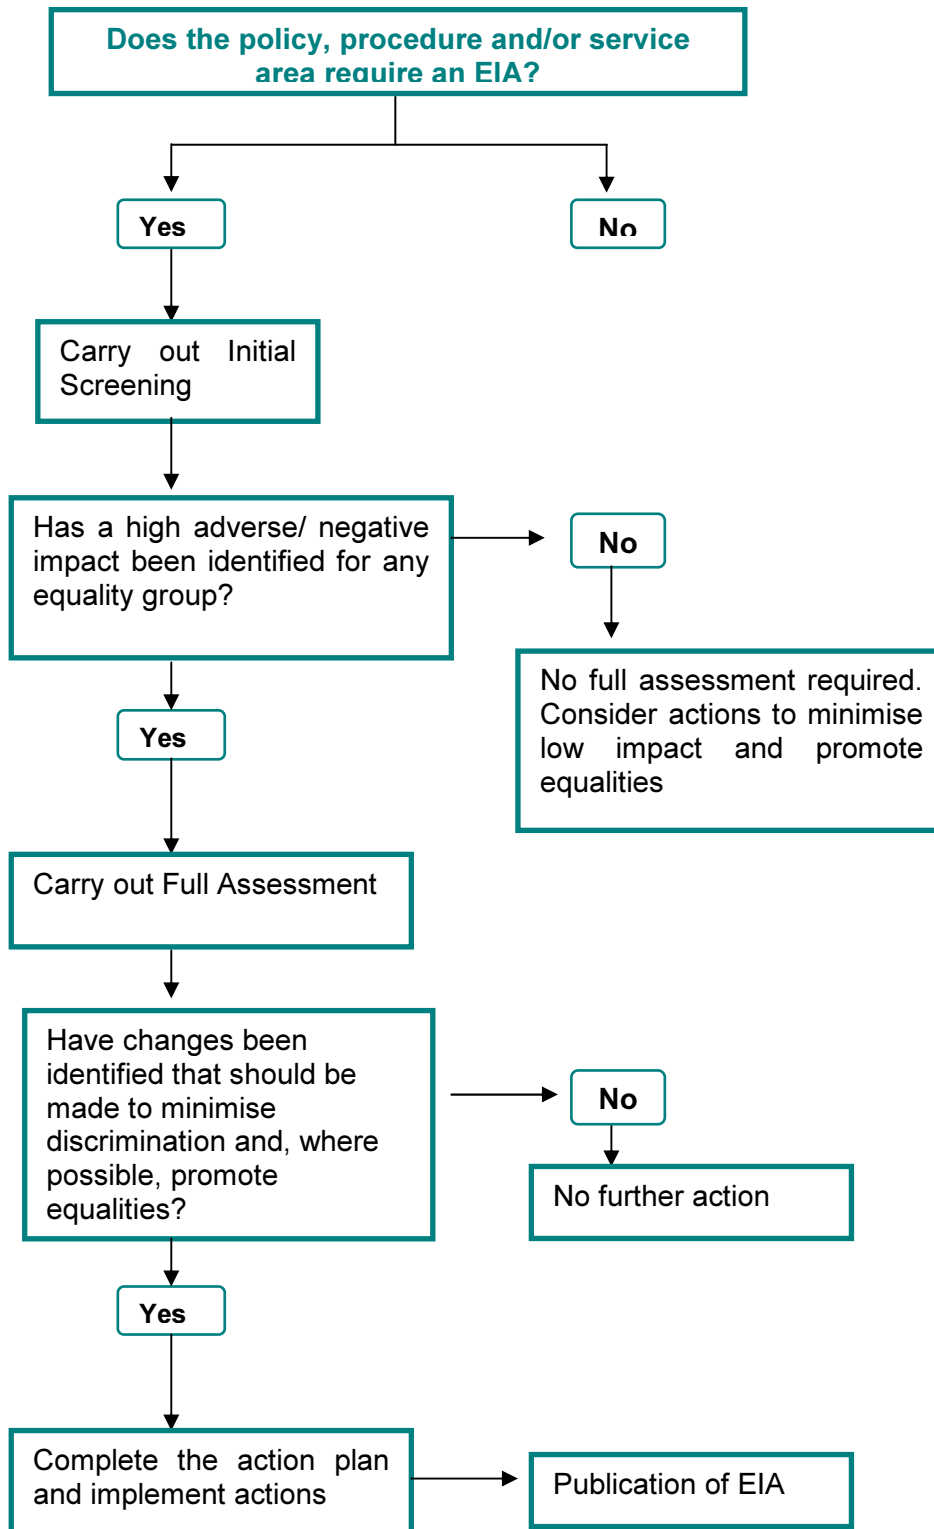 Does the policy, procedure and/or service
area require an EIA?
Yes
No
Carry out Initial
Screening
Has a high adverse/ negative
impact been identified for any
equality group?
No
No full assessment required.
Consider actions to minimise
low impact and promote
equalities
Yes
Carry out Full Assessment
Have changes been
identified that should be
made to minimise
discrimination and, where
possible, promote
equalities?
No
No further action
Yes
Complete the action plan
and implement actions
Publication of EIA